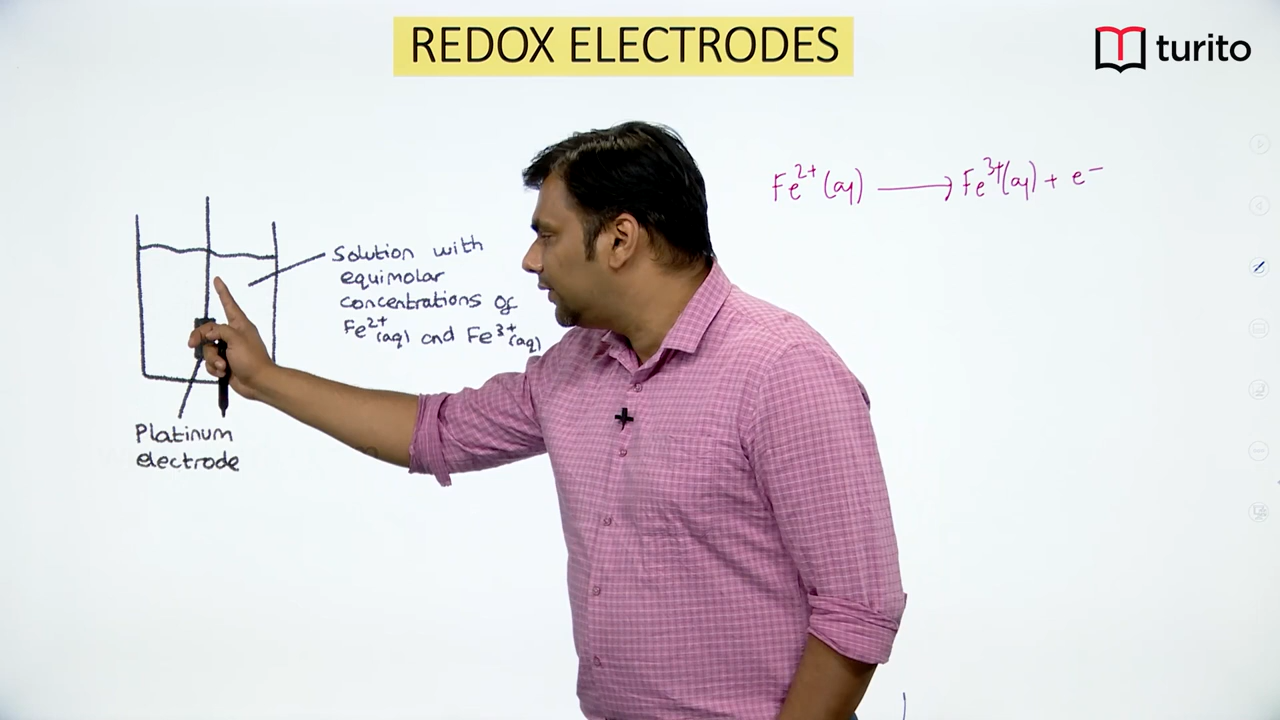 REDOX ELECTRODES
turito
Fe²⁺(aq) ⟶ Fe³⁺(aq) + e⁻
Solution with
equimolar
concentrations of
Fe²⁺(aq) and Fe³⁺(aq)
Platinum
electrode